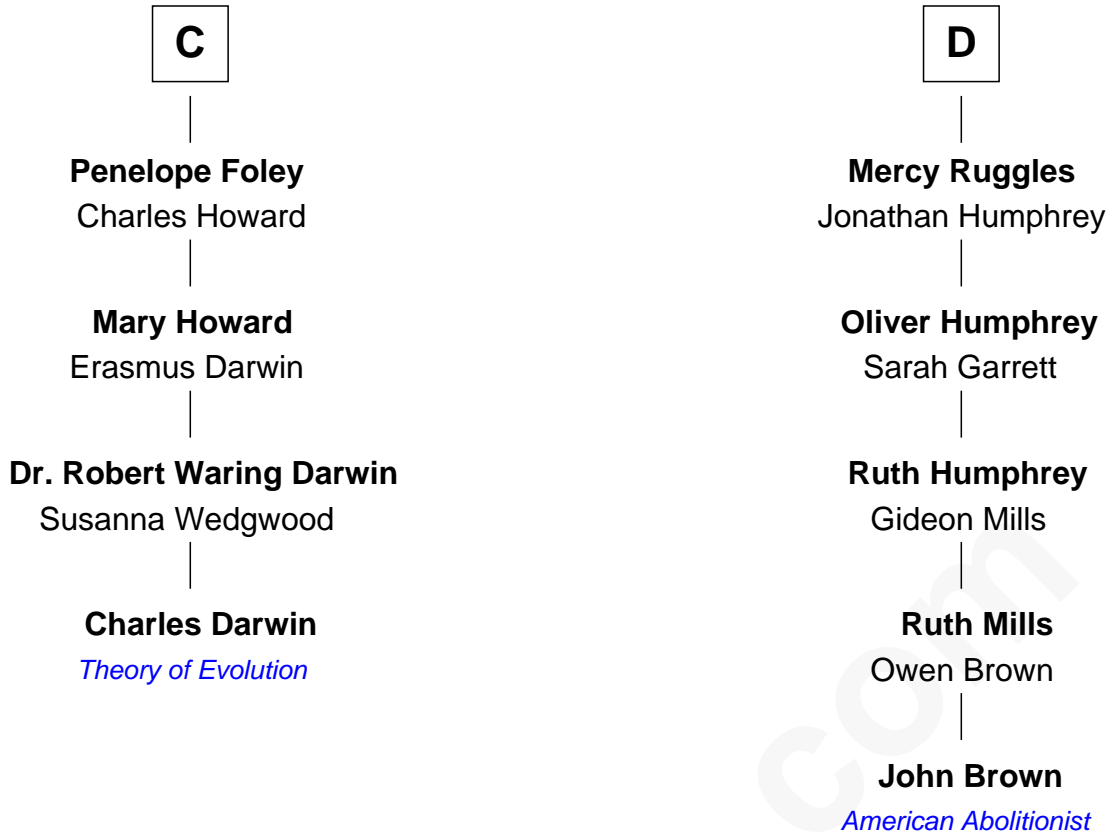 C
Penelope Foley
Charles Howard
Mary Howard
Erasmus Darwin
Dr. Robert Waring Darwin
Susanna Wedgwood
Charles Darwin
Theory of Evolution
D
Mercy Ruggles
Jonathan Humphrey
Oliver Humphrey
Sarah Garrett
Ruth Humphrey
Gideon Mills
Ruth Mills
Owen Brown
John Brown
American Abolitionist
com